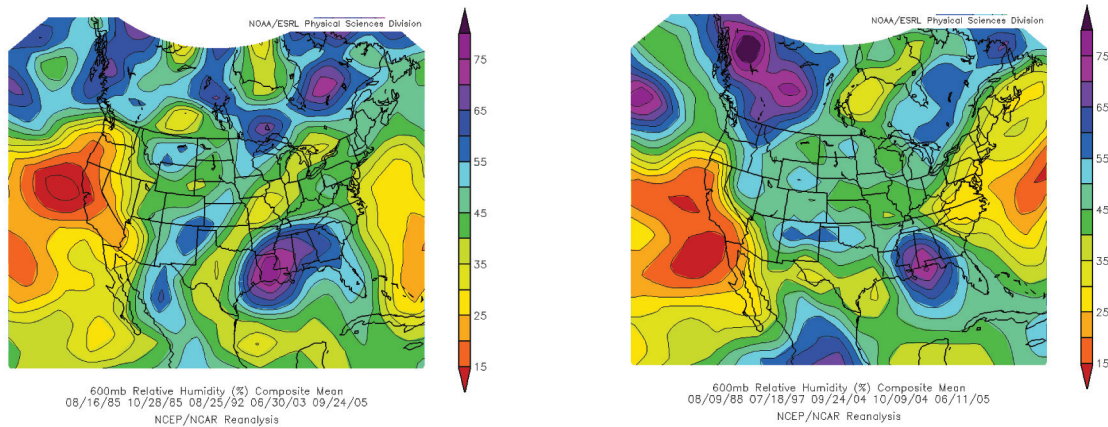 NOAA/ESRL Physical Sciences Division
75
65
55
45
35
25
15
600mb Relative Humidity (%) Composite Mean
08/16/85 10/28/85 08/25/92 06/30/03 09/24/05
NCEP/NCAR Reanalysis
NOAA/ESRL Physical Sciences Division
75
65
55
45
35
25
15
600mb Relative Humidity (%) Composite Mean
08/09/88 07/18/97 09/24/04 10/09/04 06/11/05
NCEP/NCAR Reanalysis